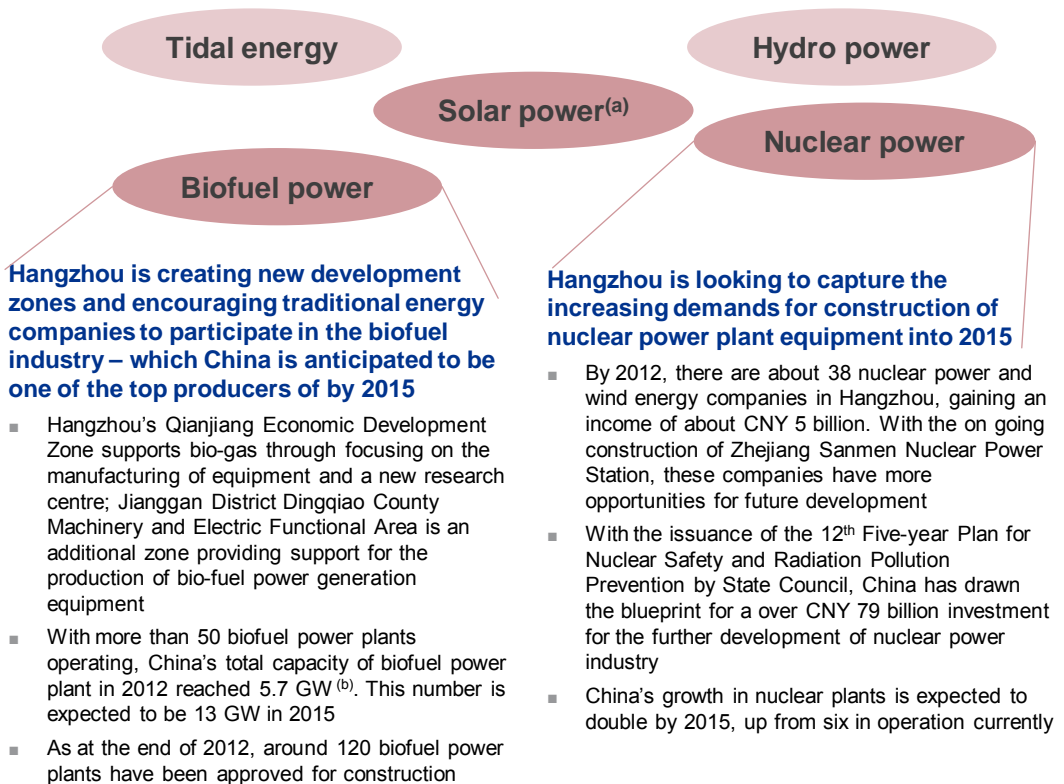 Tidal energy
Hydro power
Solar power(a)
Nuclear power
Biofuel power
Hangzhou is creating new development
zones and encouraging traditional energy
companies to participate in the biofuel
industry – which China is anticipated to be
one of the top producers of by 2015
■ Hangzhou's Qianjiang Economic Development
Zone supports bio-gas through focusing on the
manufacturing of equipment and a new research
centre; Jianggan District Dingqiao County
Machinery and Electric Functional Area is an
additional zone providing support for the
production of bio-fuel power generation
equipment
■ With more than 50 biofuel power plants
operating, China's total capacity of biofuel power
plant in 2012 reached 5.7 GW (b). This number is
expected to be 13 GW in 2015
■ As at the end of 2012, around 120 biofuel power
plants have been approved for construction
Hangzhou is looking to capture the
increasing demands for construction of
nuclear power plant equipment into 2015
■ By 2012, there are about 38 nuclear power and
wind energy companies in Hangzhou, gaining an
income of about CNY 5 billion. With the on going
construction of Zhejiang Sanmen Nuclear Power
Station, these companies have more
opportunities for future development
■ With the issuance of the 12th Five-year Plan for
Nuclear Safety and Radiation Pollution
Prevention by State Council, China has drawn
the blueprint for a over CNY 79 billion investment
for the further development of nuclear power
industry
■ China's growth in nuclear plants is expected to
double by 2015, up from six in operation currently